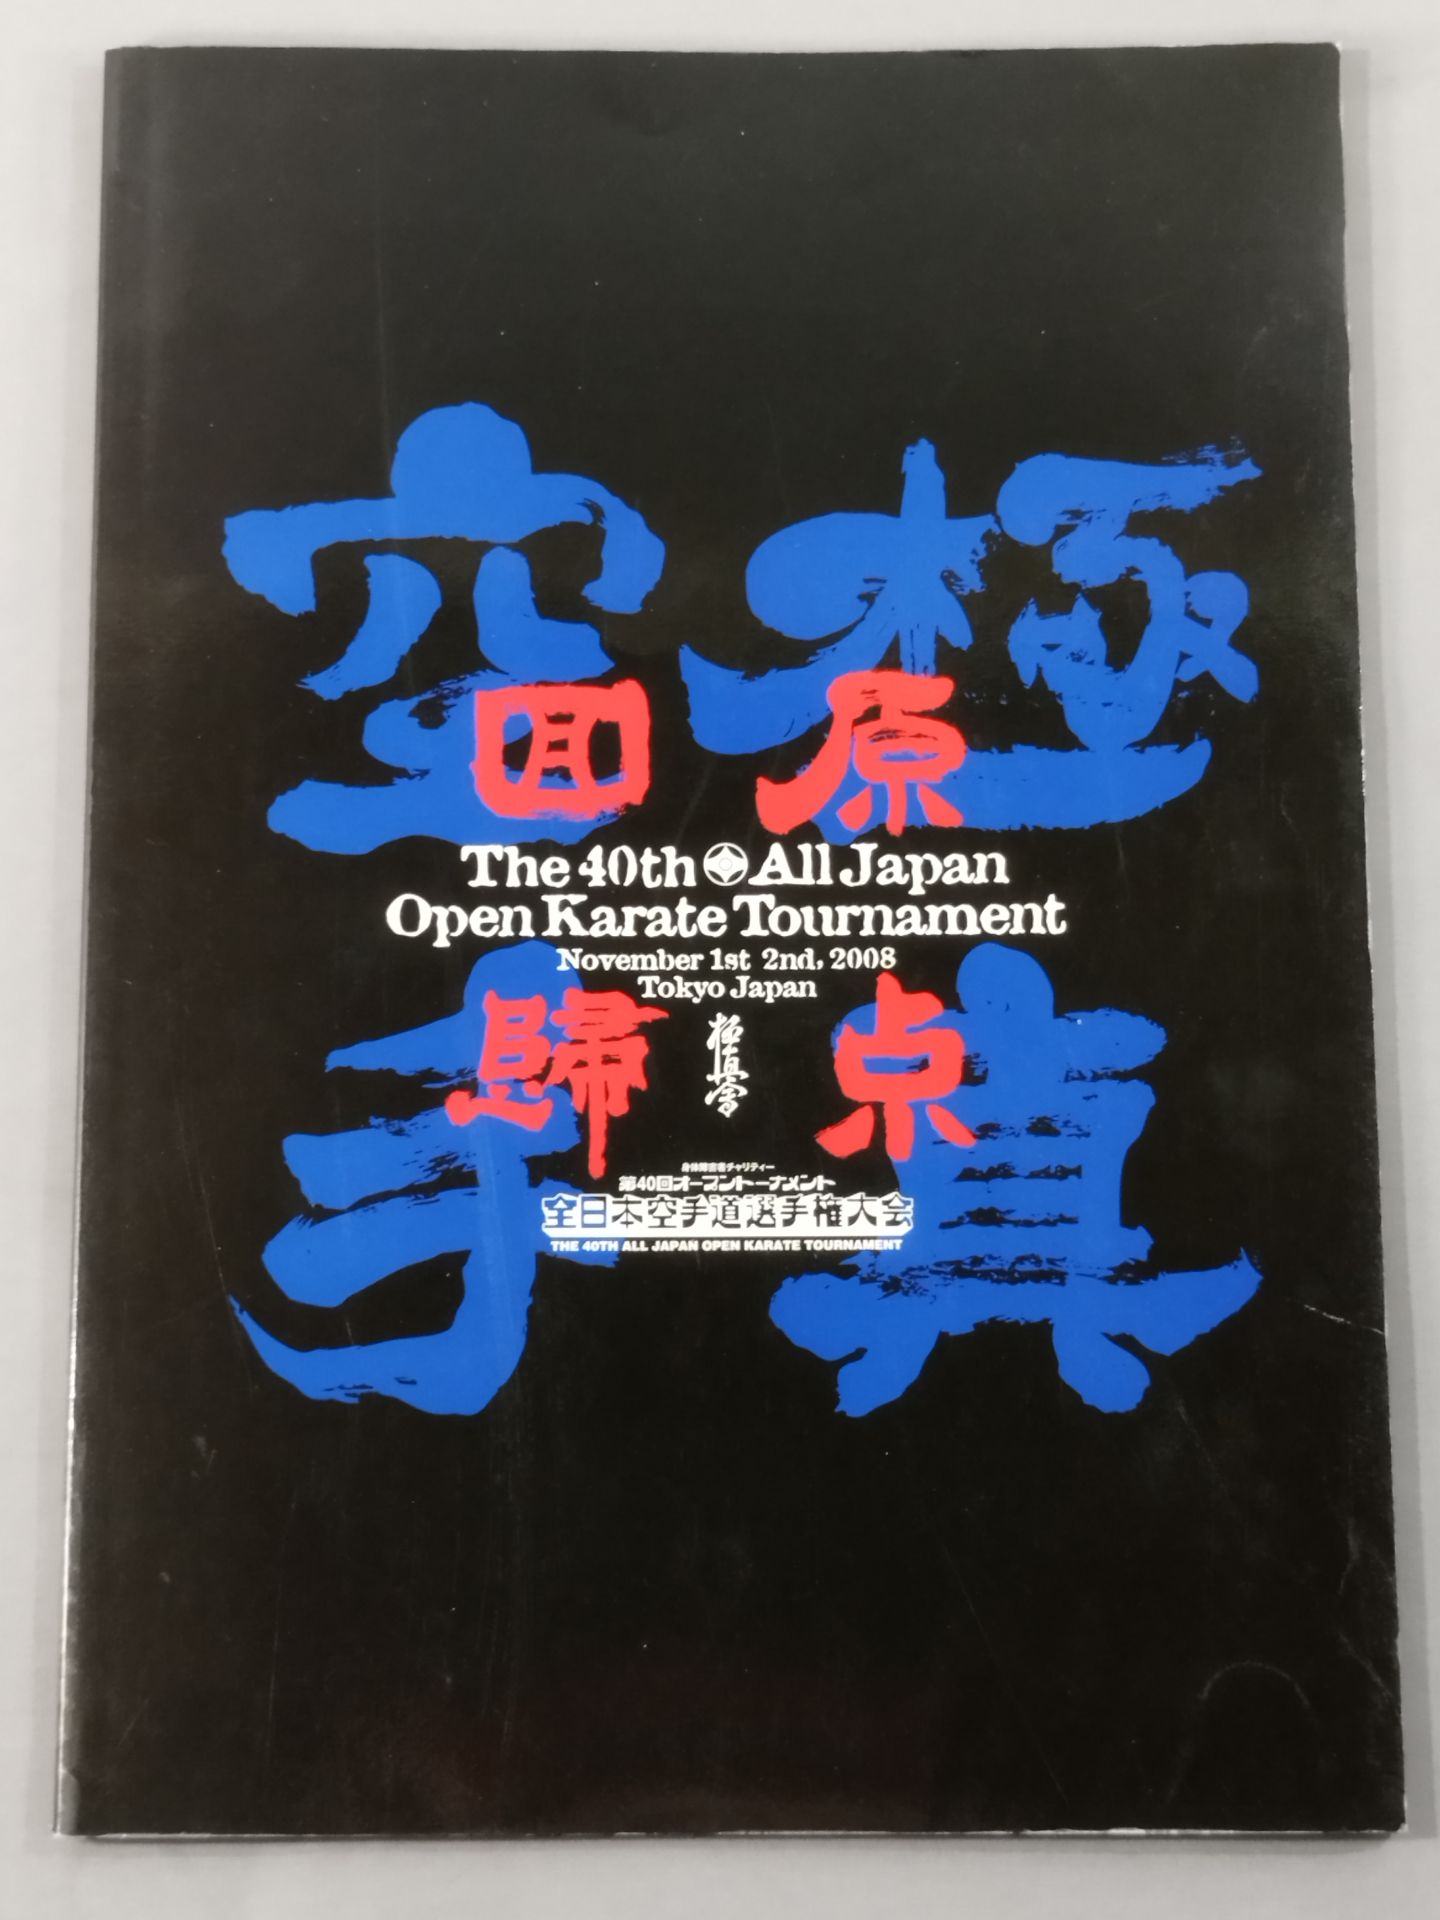 極真
空手
原点
回歸
The 40th All Japan
Open Karate Tournament
November 1st 2nd, 2008
Tokyo Japan
極真會
身体障害者チャリティー
第40回オープントーナメント
全日本空手道選手権大会
THE 40TH ALL JAPAN OPEN KARATE TOURNAMENT